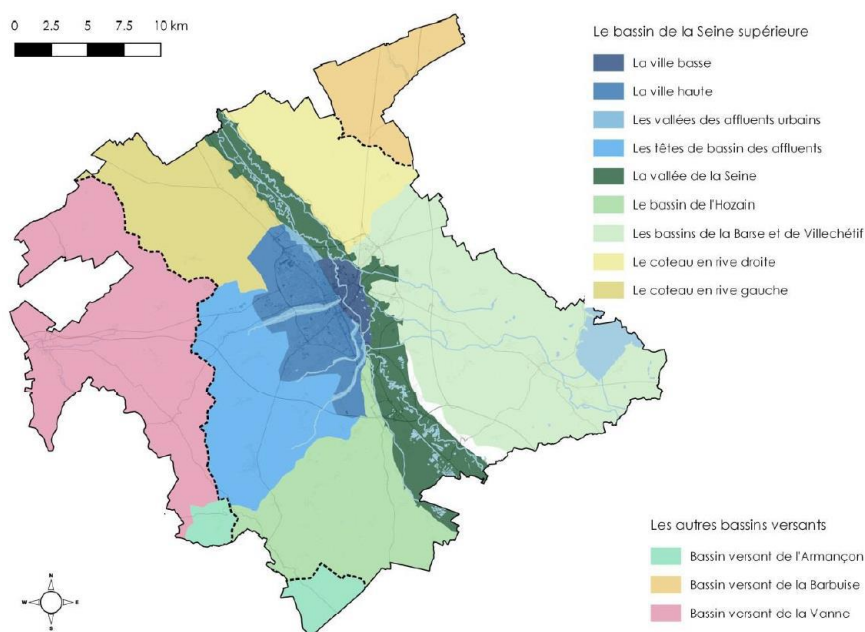 0 2.5 5 7.5 10 km
Le bassin de la Seine supérieure
La ville basse
La ville haute
Les vallées des affluents urbains
Les têtes de bassin des affluents
La vallée de la Seine
Le bassin de l'Hozain
Les bassins de la Barse et de Villechétif
Le coteau en rive droite
Le coteau en rive gauche
Les autres bassins versants
Bassin versant de l'Armançon
Bassin versant de la Barbuise
Bassin versant de la Vanne
N
W E
S